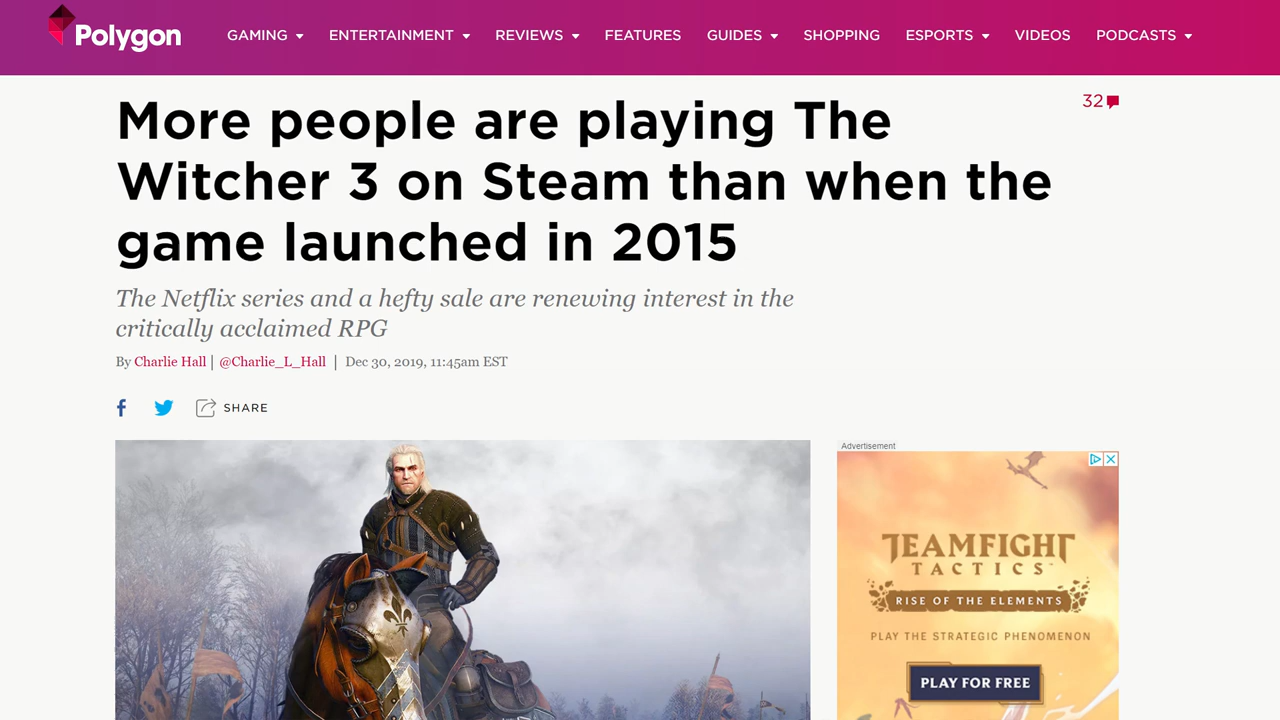 Polygon
GAMING
ENTERTAINMENT
REVIEWS
FEATURES
GUIDES
SHOPPING
ESPORTS
VIDEOS
PODCASTS
32
More people are playing The
Witcher 3 on Steam than when the
game launched in 2015
The Netflix series and a hefty sale are renewing interest in the
critically acclaimed RPG
By Charlie Hall | @Charlie_L_Hall | Dec 30, 2019, 11:45am EST
SHARE
Advertisement
TEAMFIGHT
TACTICS
RISE OF THE ELEMENTS
PLAY THE STRATEGIC PHENOMENON
PLAY FOR FREE